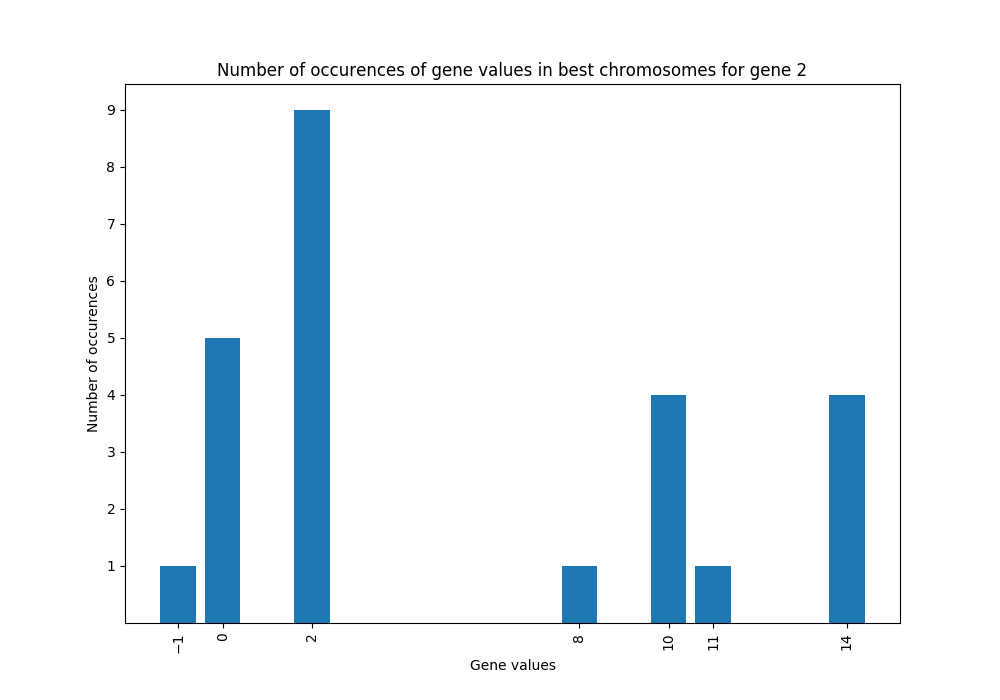 Number of occurences of gene values in best chromosomes for gene 2
9
8
7
6
5
4
3
2
1
Number of occurences
−1 0 2 8 10 11 14
Gene values